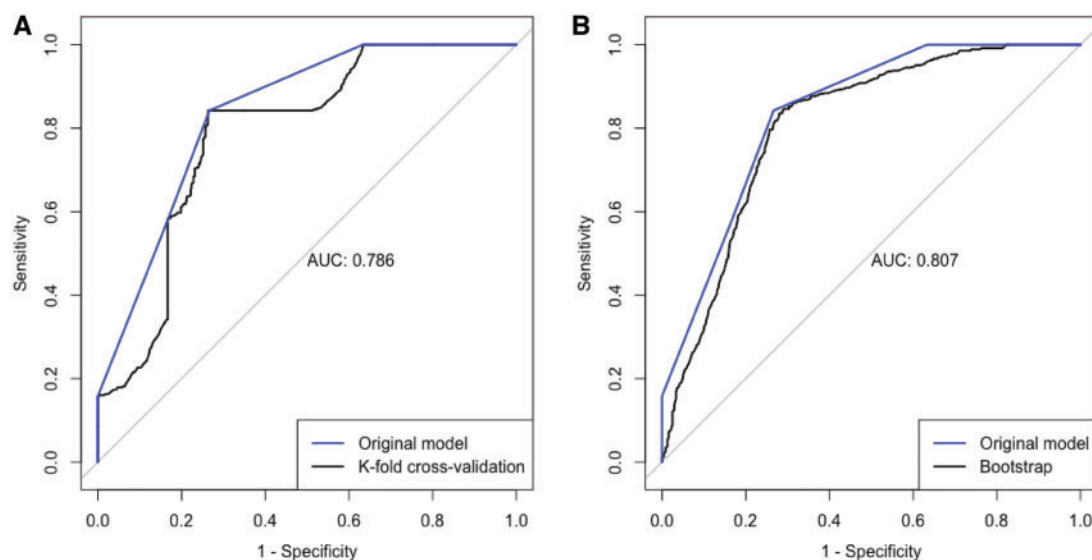 A
1.0
0.8
0.6
0.4
0.2
0.0
Sensitivity
AUC: 0.786
Original model
K-fold cross-validation
0.0 0.2 0.4 0.6 0.8 1.0
1 - Specificity
B
1.0
0.8
0.6
0.4
0.2
0.0
Sensitivity
AUC: 0.807
Original model
Bootstrap
0.0 0.2 0.4 0.6 0.8 1.0
1 - Specificity